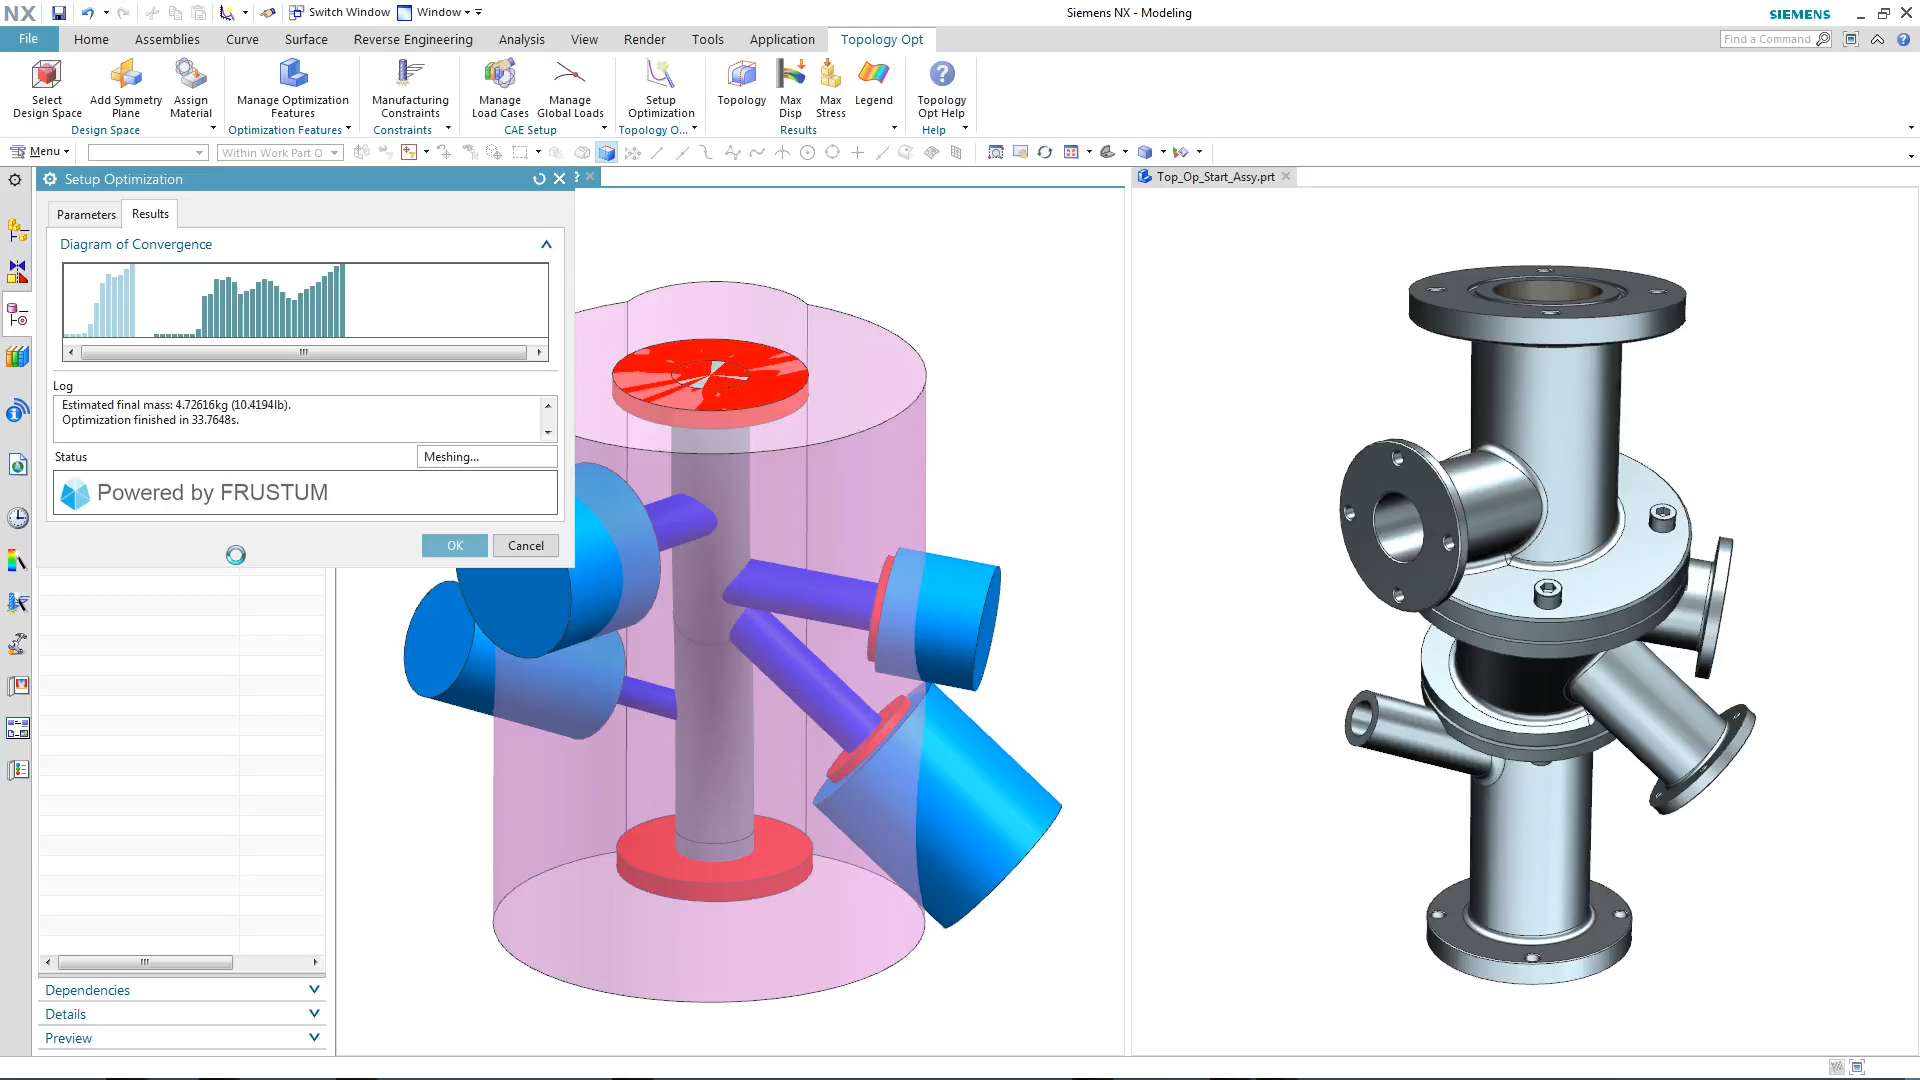 NX
Switch Window
Window
Siemens NX - Modeling
SIEMENS
File
Home
Assemblies
Curve
Surface
Reverse Engineering
Analysis
View
Render
Tools
Application
Topology Opt
Find a Command
Select Design Space
Add Symmetry Plane
Assign Material
Manage Optimization Features
Manufacturing Constraints
Manage Load Cases
Manage Global Loads
Setup Optimization
Topology
Max Disp
Max Stress
Legend
Topology Opt Help
Design Space
Optimization Features
Constraints
CAE Setup
Topology O...
Results
Help
Menu
Within Work Part O
Setup Optimization
Top_Op_Start_Assy.prt
Parameters
Results
Diagram of Convergence
Log
Estimated final mass: 4.72616kg (10.4194lb).
Optimization finished in 33.7648s.
Status
Meshing...
Powered by FRUSTUM
OK
Cancel
Dependencies
Details
Preview